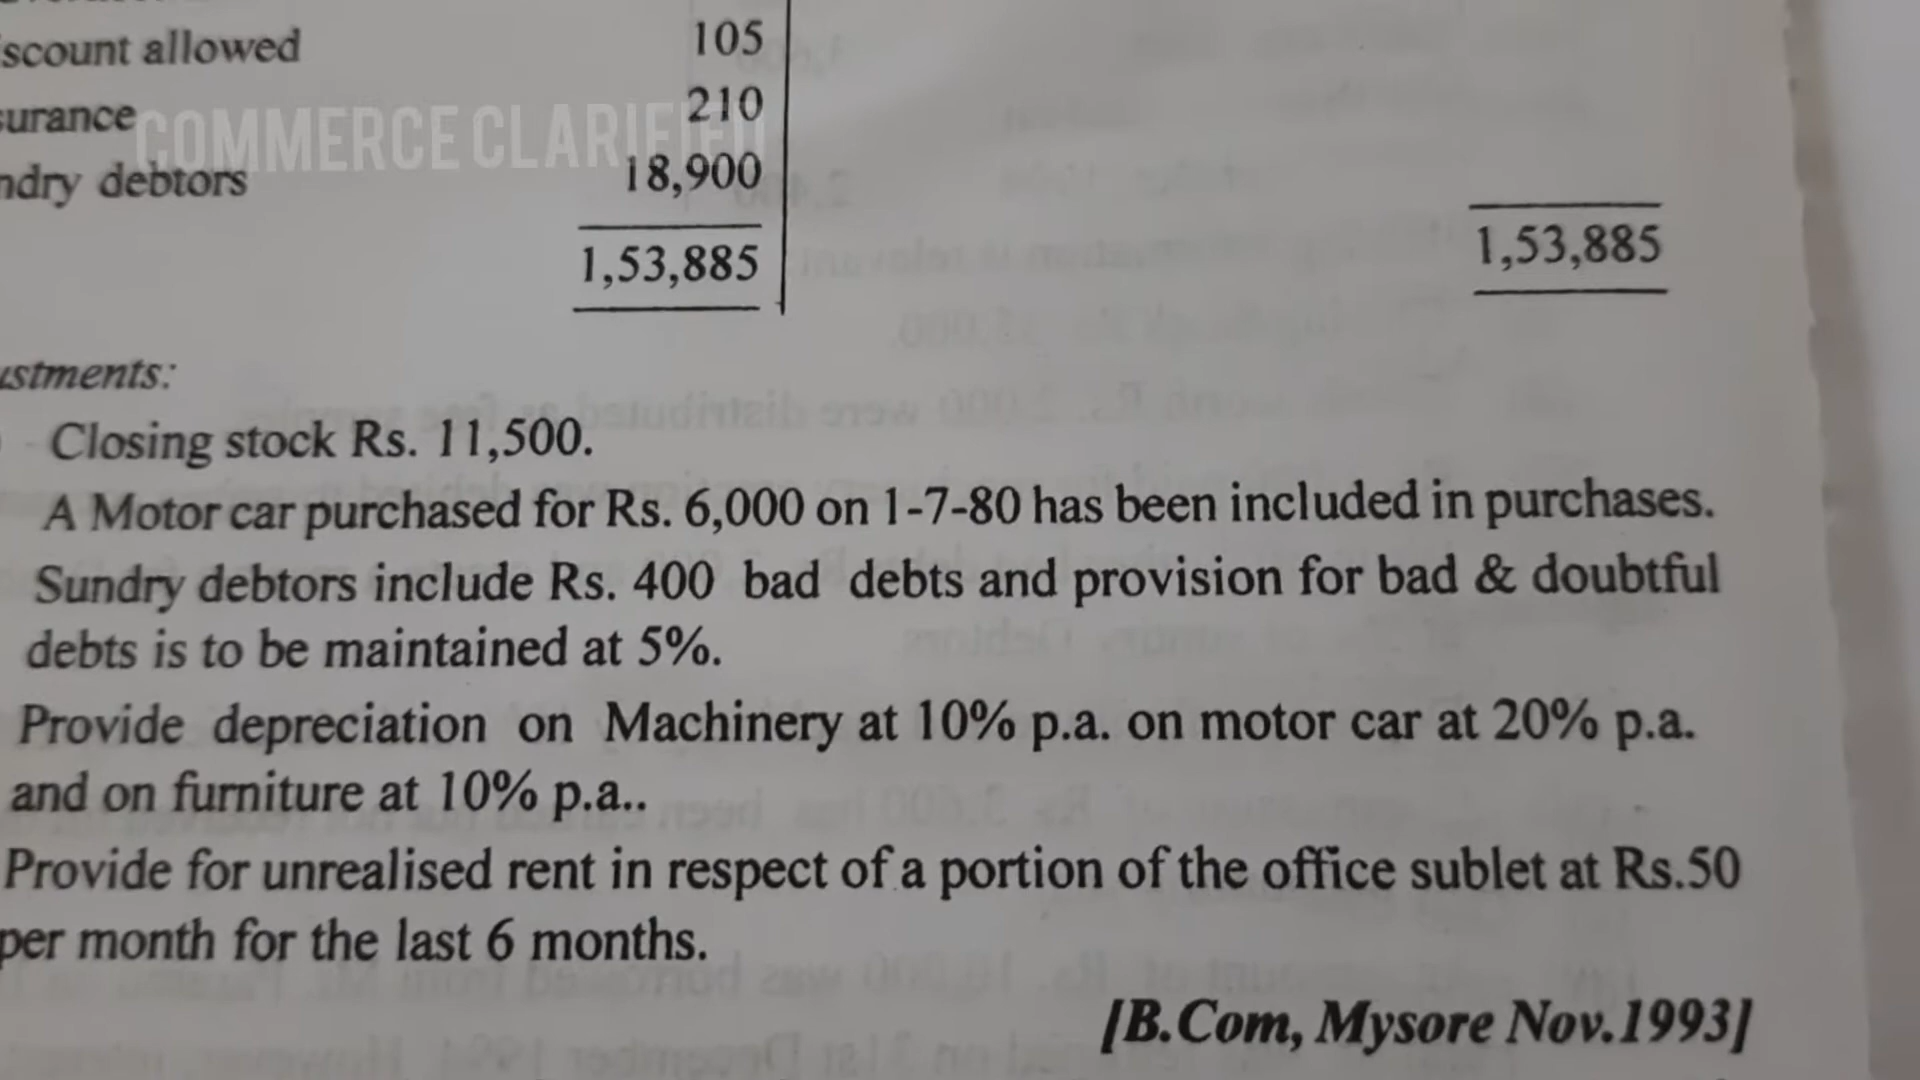 scount allowed 105
surance 210
COMMERCE CLARIFIED
ndry debtors 18,900
1,53,885 1,53,885
ustments:
Closing stock Rs. 11,500.
A Motor car purchased for Rs. 6,000 on 1-7-80 has been included in purchases.
Sundry debtors include Rs. 400 bad debts and provision for bad & doubtful
debts is to be maintained at 5%.
Provide depreciation on Machinery at 10% p.a. on motor car at 20% p.a.
and on furniture at 10% p.a..
Provide for unrealised rent in respect of a portion of the office sublet at Rs.50
per month for the last 6 months.
[B.Com, Mysore Nov.1993]